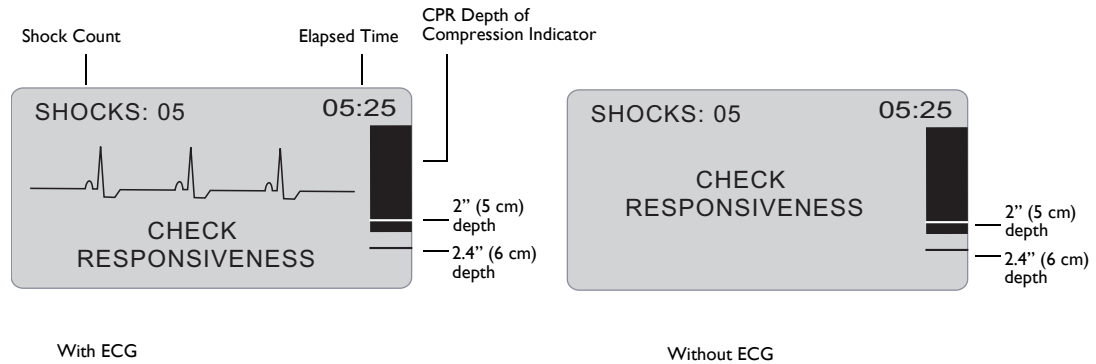 Shock Count
Elapsed Time
CPR Depth of
Compression Indicator
SHOCKS: 05
05:25
CHECK
RESPONSIVENESS
2” (5 cm)
depth
2.4” (6 cm)
depth
With ECG
SHOCKS: 05
05:25
CHECK
RESPONSIVENESS
2” (5 cm)
depth
2.4” (6 cm)
depth
Without ECG